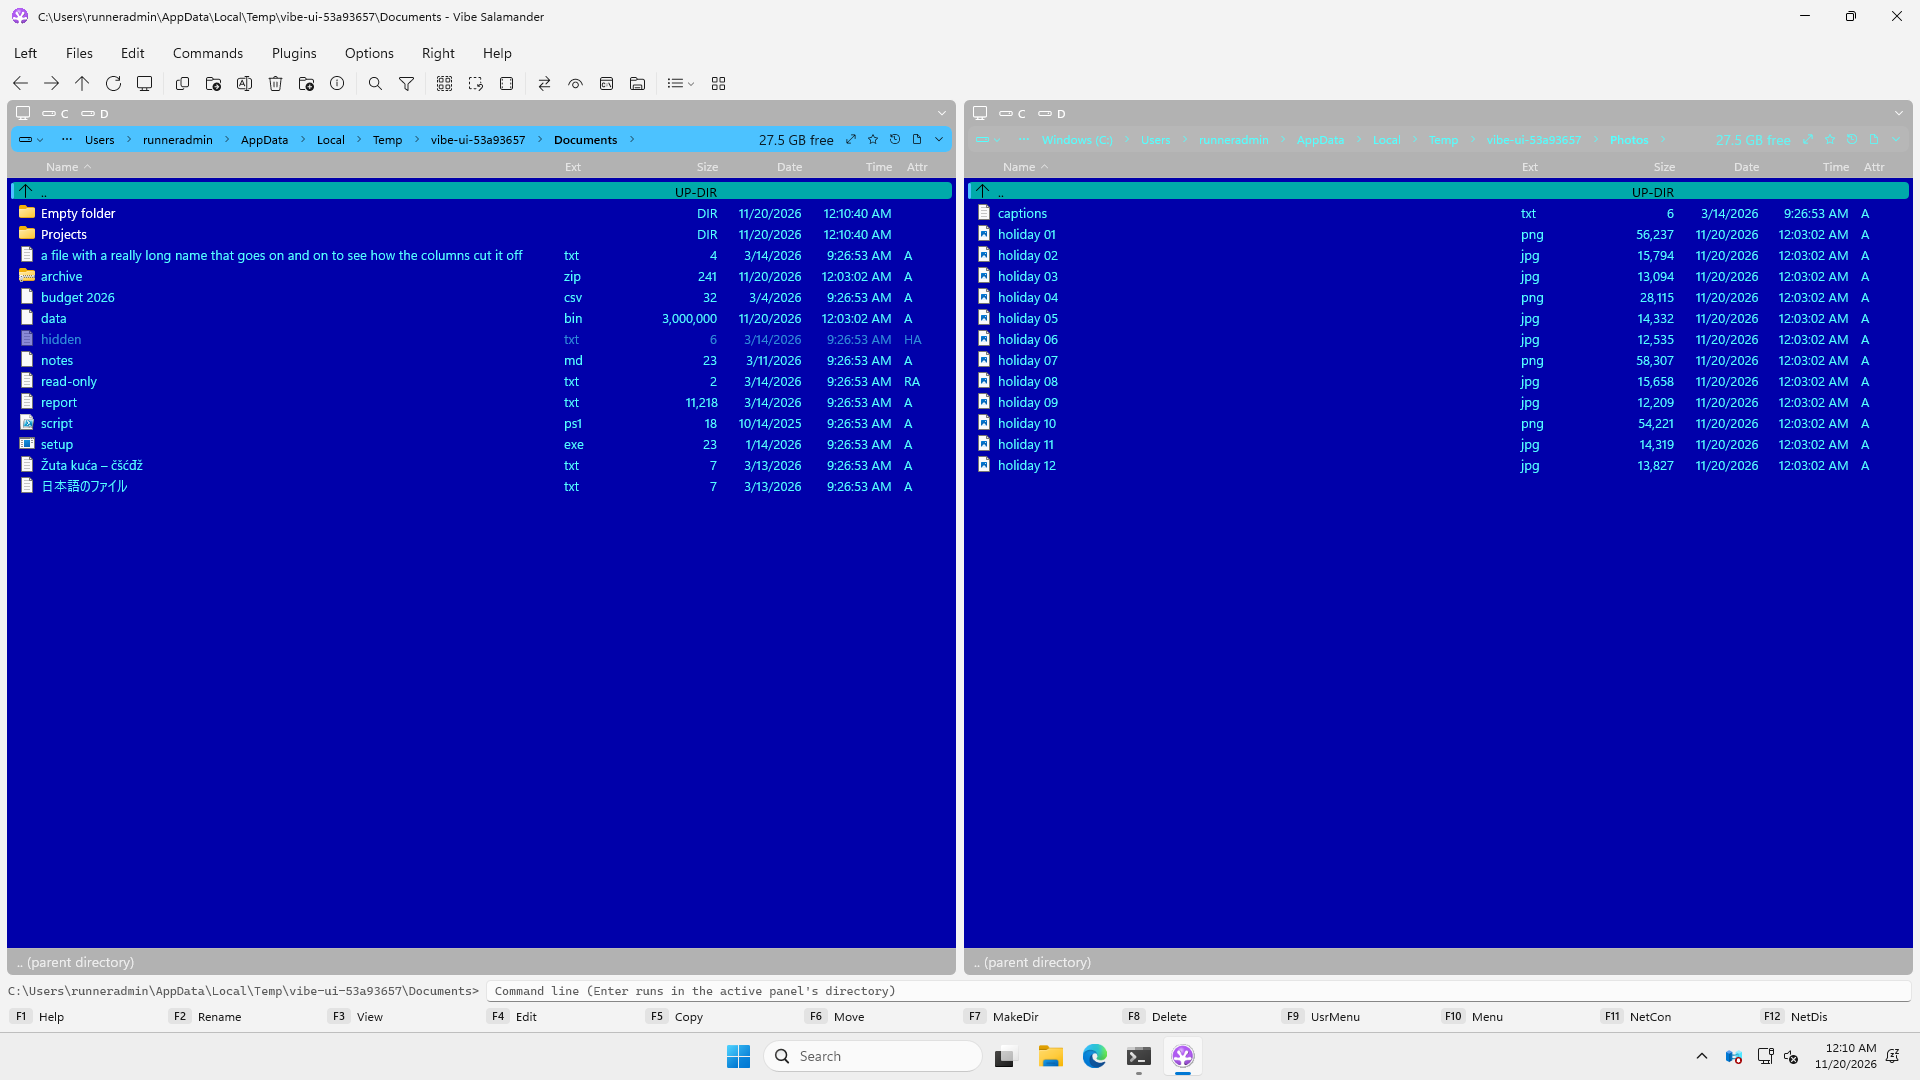 C:\Users\runneradmin\AppData\Local\Temp\vibe-ui-53a93657\Documents - Vibe Salamander
Left Files Edit Commands Plugins Options Right Help
C D
Users runneradmin AppData Local Temp vibe-ui-53a93657 Documents 27.5 GB free
Name Ext Size Date Time Attr
.. UP-DIR
Empty folder DIR 11/20/2026 12:10:40 AM
Projects DIR 11/20/2026 12:10:40 AM
a file with a really long name that goes on and on to see how the columns cut it off txt 4 3/14/2026 9:26:53 AM A
archive zip 241 11/20/2026 12:03:02 AM A
budget 2026 csv 32 3/4/2026 9:26:53 AM A
data bin 3,000,000 11/20/2026 12:03:02 AM A
hidden txt 6 3/14/2026 9:26:53 AM HA
notes md 23 3/11/2026 9:26:53 AM A
read-only txt 2 3/14/2026 9:26:53 AM RA
report txt 11,218 3/14/2026 9:26:53 AM A
script ps1 18 10/14/2025 9:26:53 AM A
setup exe 23 1/14/2026 9:26:53 AM A
Žuta kuća – čšćđž txt 7 3/13/2026 9:26:53 AM A
日本語のファイル txt 7 3/13/2026 9:26:53 AM A
.. (parent directory)
C D
Windows (C:) Users runneradmin AppData Local Temp vibe-ui-53a93657 Photos 27.5 GB free
Name Ext Size Date Time Attr
.. UP-DIR
captions txt 6 3/14/2026 9:26:53 AM A
holiday 01 png 56,237 11/20/2026 12:03:02 AM A
holiday 02 jpg 15,794 11/20/2026 12:03:02 AM A
holiday 03 jpg 13,094 11/20/2026 12:03:02 AM A
holiday 04 png 28,115 11/20/2026 12:03:02 AM A
holiday 05 jpg 14,332 11/20/2026 12:03:02 AM A
holiday 06 jpg 12,535 11/20/2026 12:03:02 AM A
holiday 07 png 58,307 11/20/2026 12:03:02 AM A
holiday 08 jpg 15,658 11/20/2026 12:03:02 AM A
holiday 09 jpg 12,209 11/20/2026 12:03:02 AM A
holiday 10 png 54,221 11/20/2026 12:03:02 AM A
holiday 11 jpg 14,319 11/20/2026 12:03:02 AM A
holiday 12 jpg 13,827 11/20/2026 12:03:02 AM A
.. (parent directory)
C:\Users\runneradmin\AppData\Local\Temp\vibe-ui-53a93657\Documents> Command line (Enter runs in the active panel's directory)
F1 Help F2 Rename F3 View F4 Edit F5 Copy F6 Move F7 MakeDir F8 Delete F9 UsrMenu F10 Menu F11 NetCon F12 NetDis
Search
12:10 AM
11/20/2026